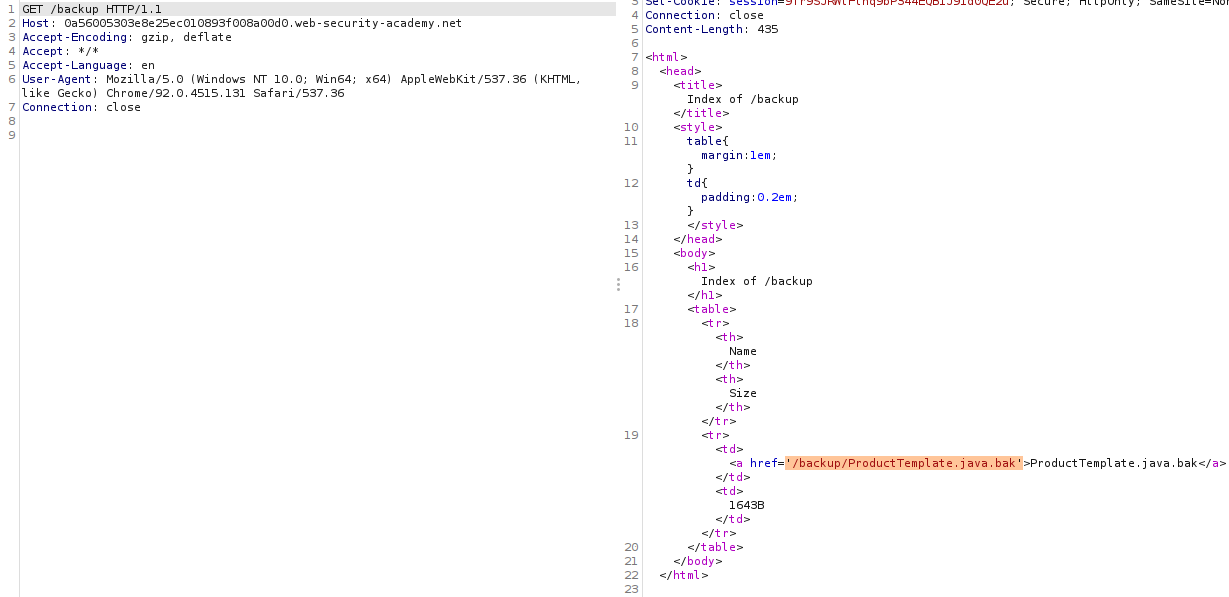 1 GET /backup HTTP/1.1
2 Host: 0a56005303e8e25ec010893f008a00d0.web-security-academy.net
3 Accept-Encoding: gzip, deflate
4 Accept: */*
5 Accept-Language: en
6 User-Agent: Mozilla/5.0 (Windows NT 10.0; Win64; x64) AppleWebKit/537.36 (KHTML,
like Gecko) Chrome/92.0.4515.131 Safari/537.36
7 Connection: close
8
9
3 Set-Cookie: Secure; HttpOnly;
4 Connection: close
5 Content-Length: 435
6
7 <html>
8 <head>
9 <title>
Index of /backup
</title>
10 <style>
11 table{
margin:1em;
}
12 td{
padding:0.2em;
}
13 </style>
14 </head>
15 <body>
16 <h1>
Index of /backup
</h1>
17 <table>
18 <tr>
<th>
Name
</th>
<th>
Size
</th>
</tr>
19 <tr>
<td>
<a href='/backup/ProductTemplate.java.bak'>ProductTemplate.java.bak</a>
</td>
<td>
1643B
</td>
</tr>
20 </table>
21 </body>
22 </html>
23